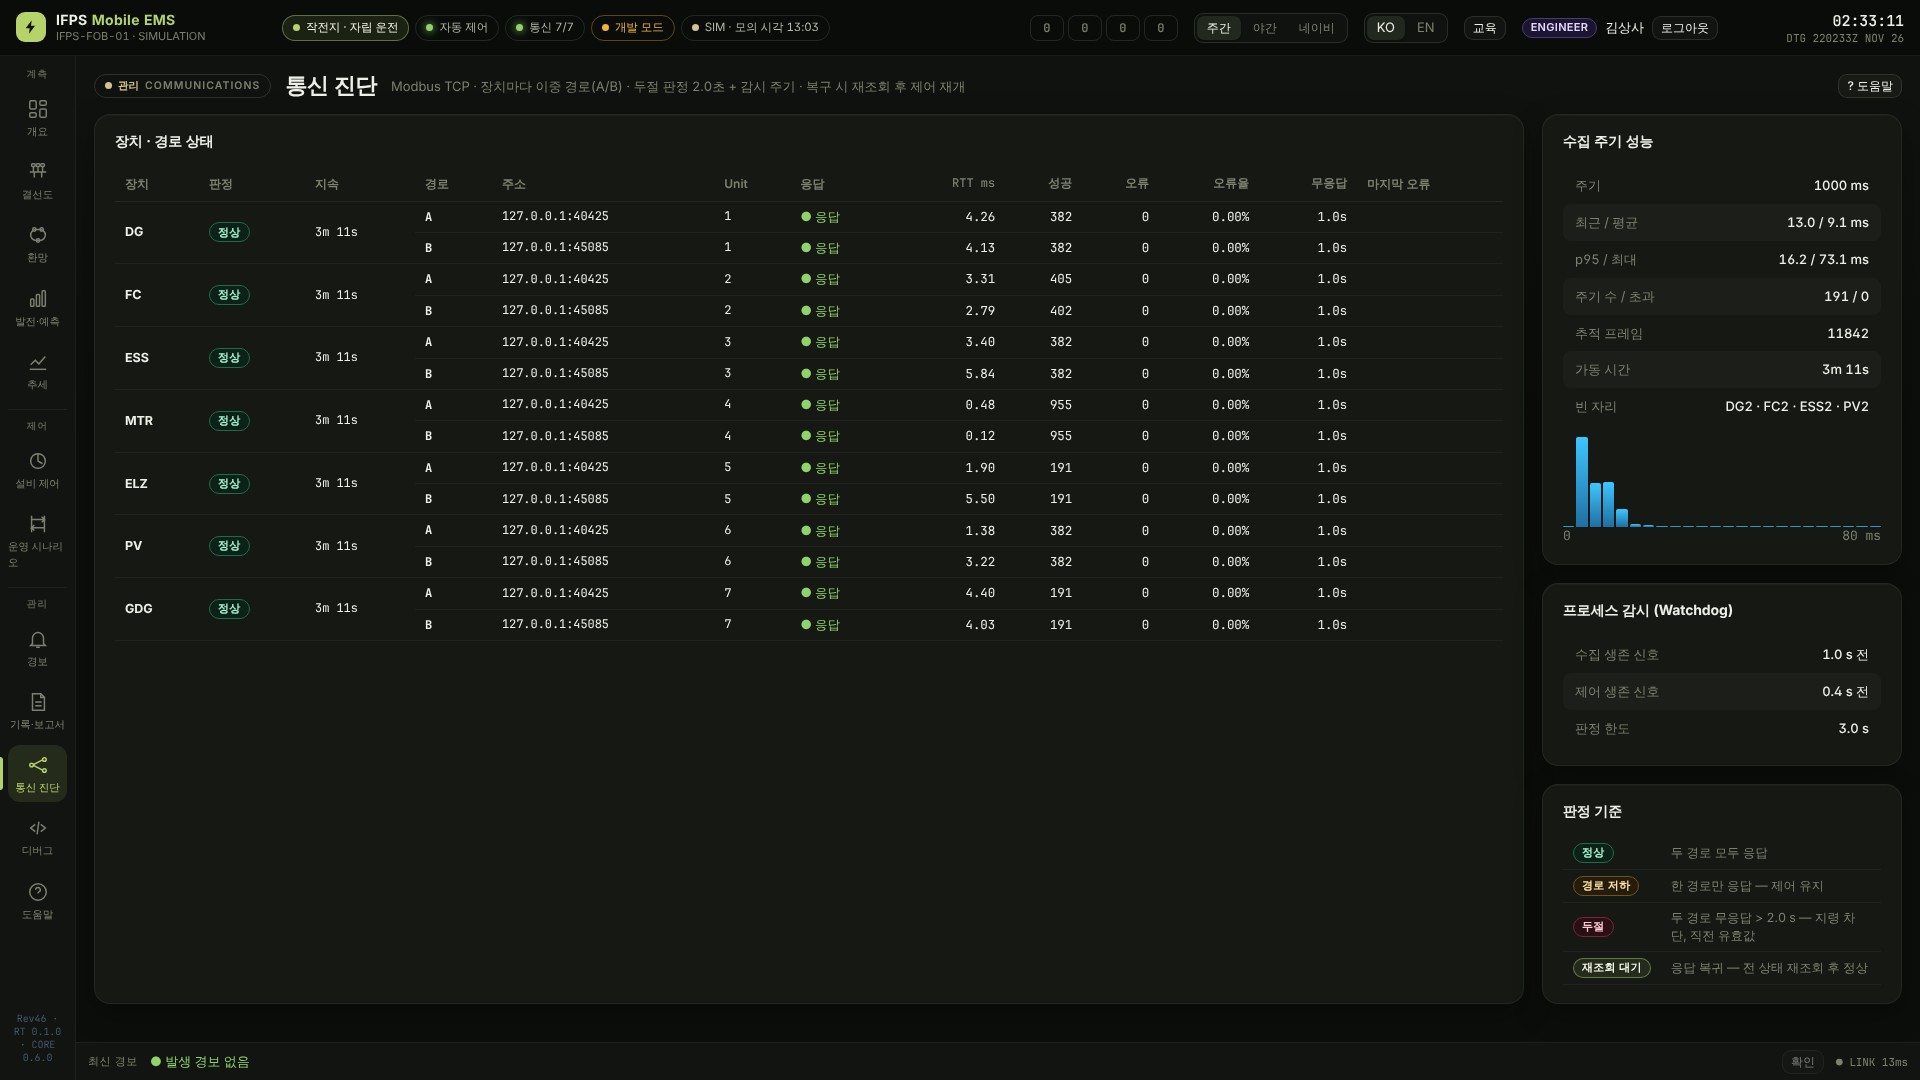 IFPS Mobile EMS
IFPS-FOB-01 · SIMULATION
작전지 · 자립 운전
자동 제어
통신 7/7
개발 모드
SIM · 모의 시각 13:03
0 0 0 0
주간 야간 네이비
KO EN
교육
ENGINEER 김상사 로그아웃
02:33:11
DTG 220233Z NOV 26
계측
개요
결선도
환망
발전·예측
추세
제어
설비 제어
운영 시나리
오
관리
경보
기록·보고서
통신 진단
디버그
도움말
Rev46 ·
RT 0.1.0
· CORE
0.6.0
관리 COMMUNICATIONS
통신 진단
Modbus TCP · 장치마다 이중 경로(A/B) · 두절 판정 2.0초 + 감시 주기 · 복구 시 재조회 후 제어 재개
? 도움말
장치 · 경로 상태
장치 판정 지속 경로 주소 Unit 응답 RTT ms 성공 오류 오류율 무응답 마지막 오류
DG 정상 3m 11s
A 127.0.0.1:40425 1 응답 4.26 382 0 0.00% 1.0s
B 127.0.0.1:45085 1 응답 4.13 382 0 0.00% 1.0s
FC 정상 3m 11s
A 127.0.0.1:40425 2 응답 3.31 405 0 0.00% 1.0s
B 127.0.0.1:45085 2 응답 2.79 402 0 0.00% 1.0s
ESS 정상 3m 11s
A 127.0.0.1:40425 3 응답 3.40 382 0 0.00% 1.0s
B 127.0.0.1:45085 3 응답 5.84 382 0 0.00% 1.0s
MTR 정상 3m 11s
A 127.0.0.1:40425 4 응답 0.48 955 0 0.00% 1.0s
B 127.0.0.1:45085 4 응답 0.12 955 0 0.00% 1.0s
ELZ 정상 3m 11s
A 127.0.0.1:40425 5 응답 1.90 191 0 0.00% 1.0s
B 127.0.0.1:45085 5 응답 5.50 191 0 0.00% 1.0s
PV 정상 3m 11s
A 127.0.0.1:40425 6 응답 1.38 382 0 0.00% 1.0s
B 127.0.0.1:45085 6 응답 3.22 382 0 0.00% 1.0s
GDG 정상 3m 11s
A 127.0.0.1:40425 7 응답 4.40 191 0 0.00% 1.0s
B 127.0.0.1:45085 7 응답 4.03 191 0 0.00% 1.0s
수집 주기 성능
주기 1000 ms
최근 / 평균 13.0 / 9.1 ms
p95 / 최대 16.2 / 73.1 ms
주기 수 / 초과 191 / 0
추적 프레임 11842
가동 시간 3m 11s
빈 자리 DG2 · FC2 · ESS2 · PV2
0 80 ms
프로세스 감시 (Watchdog)
수집 생존 신호 1.0 s 전
제어 생존 신호 0.4 s 전
판정 한도 3.0 s
판정 기준
정상 두 경로 모두 응답
경로 저하 한 경로만 응답 — 제어 유지
두절 두 경로 무응답 > 2.0 s — 지령 차
단, 직전 유효값
재조회 대기 응답 복귀 — 전 상태 재조회 후 정상
최신 경보 발생 경보 없음
확인 LINK 13ms